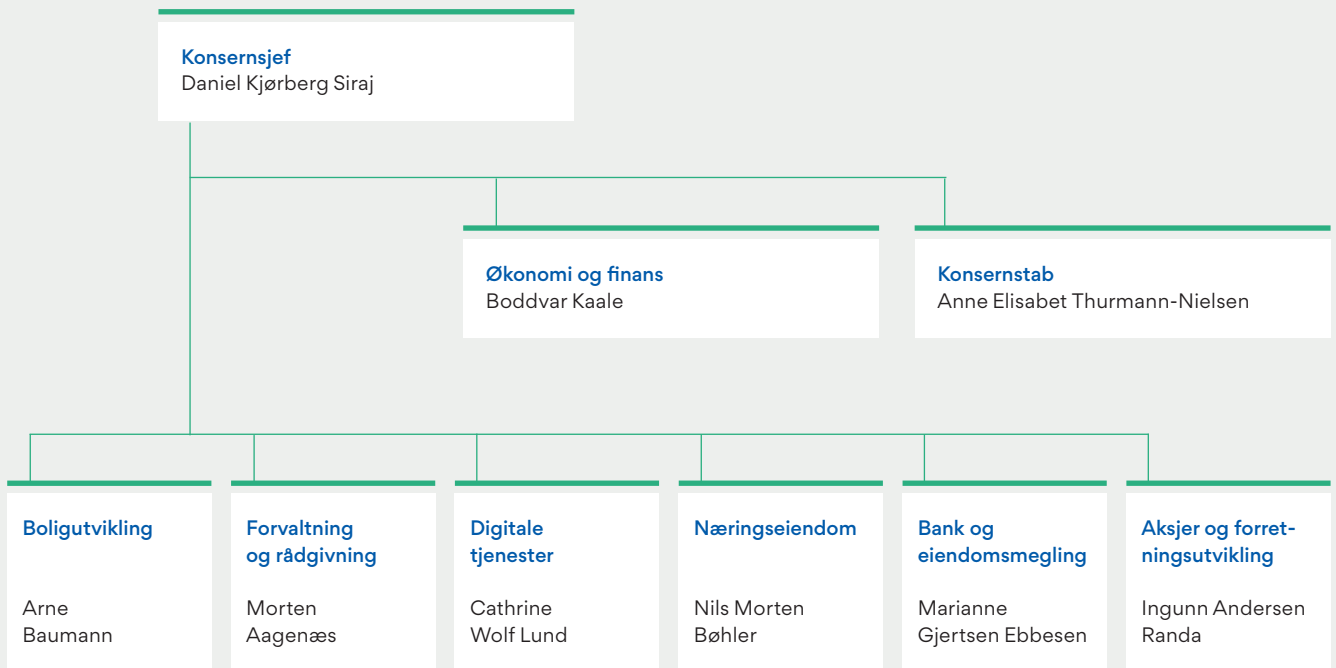 Konsernsjef
Daniel Kjørberg Siraj
Økonomi og finans
Boddvar Kaale
Konsernstab
Anne Elisabet Thurmann-Nielsen
Boligutvikling
Arne
Baumann
Forvaltning
og rådgivning
Morten
Aagenæs
Digitale
tjenester
Cathrine
Wolf Lund
Næringseiendom
Nils Morten
Bøhler
Bank og
eiendomsmegling
Marianne
Gjertsen Ebbesen
Aksjer og forret-
ningsutvikling
Ingunn Andersen
Randa